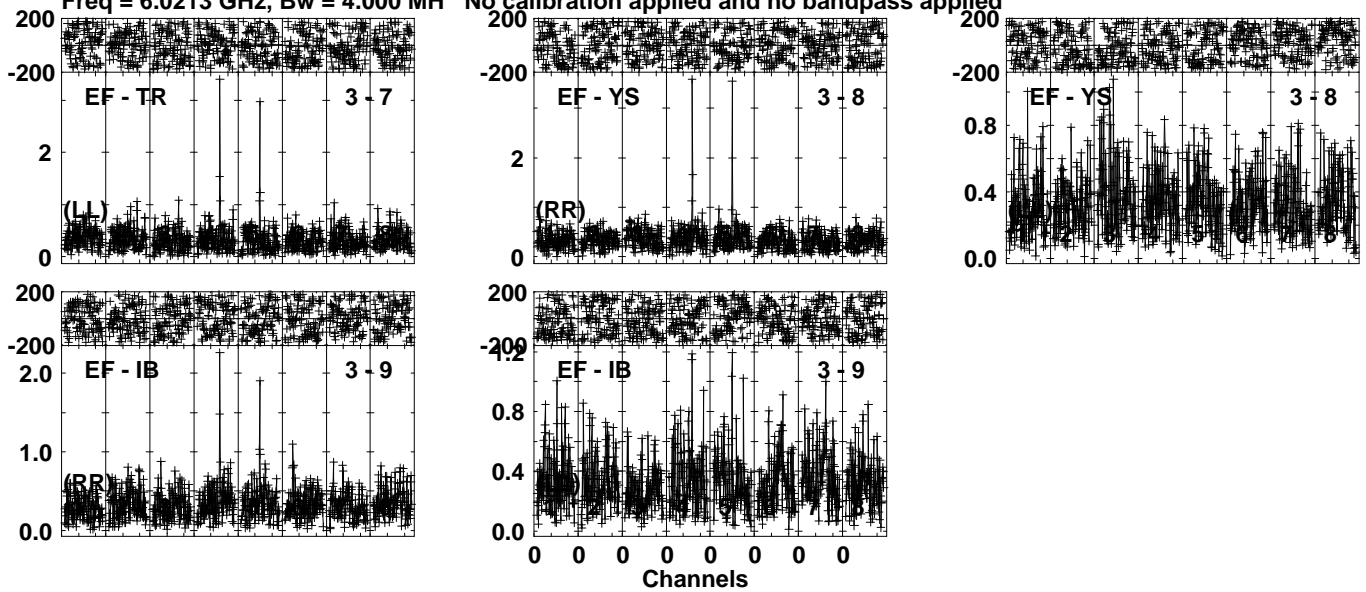 Freq = 6.0213 GHz, Bw = 4.000 MH No calibration applied and no bandpass applied
200
-200
EF - TR 3 - 7
2
(LL)
0
200
-200
EF - YS 3 - 8
2
(RR)
0
200
-200
EF - YS 3 - 8
0.8
0.4
0.0
200
-200
EF - IB 3 - 9
2.0
1.0
(RR)
0.0
200
-200
1.2
EF - IB 3 - 9
0.8
0.4
0.0
0 0 0 0 0 0 0 0
Channels